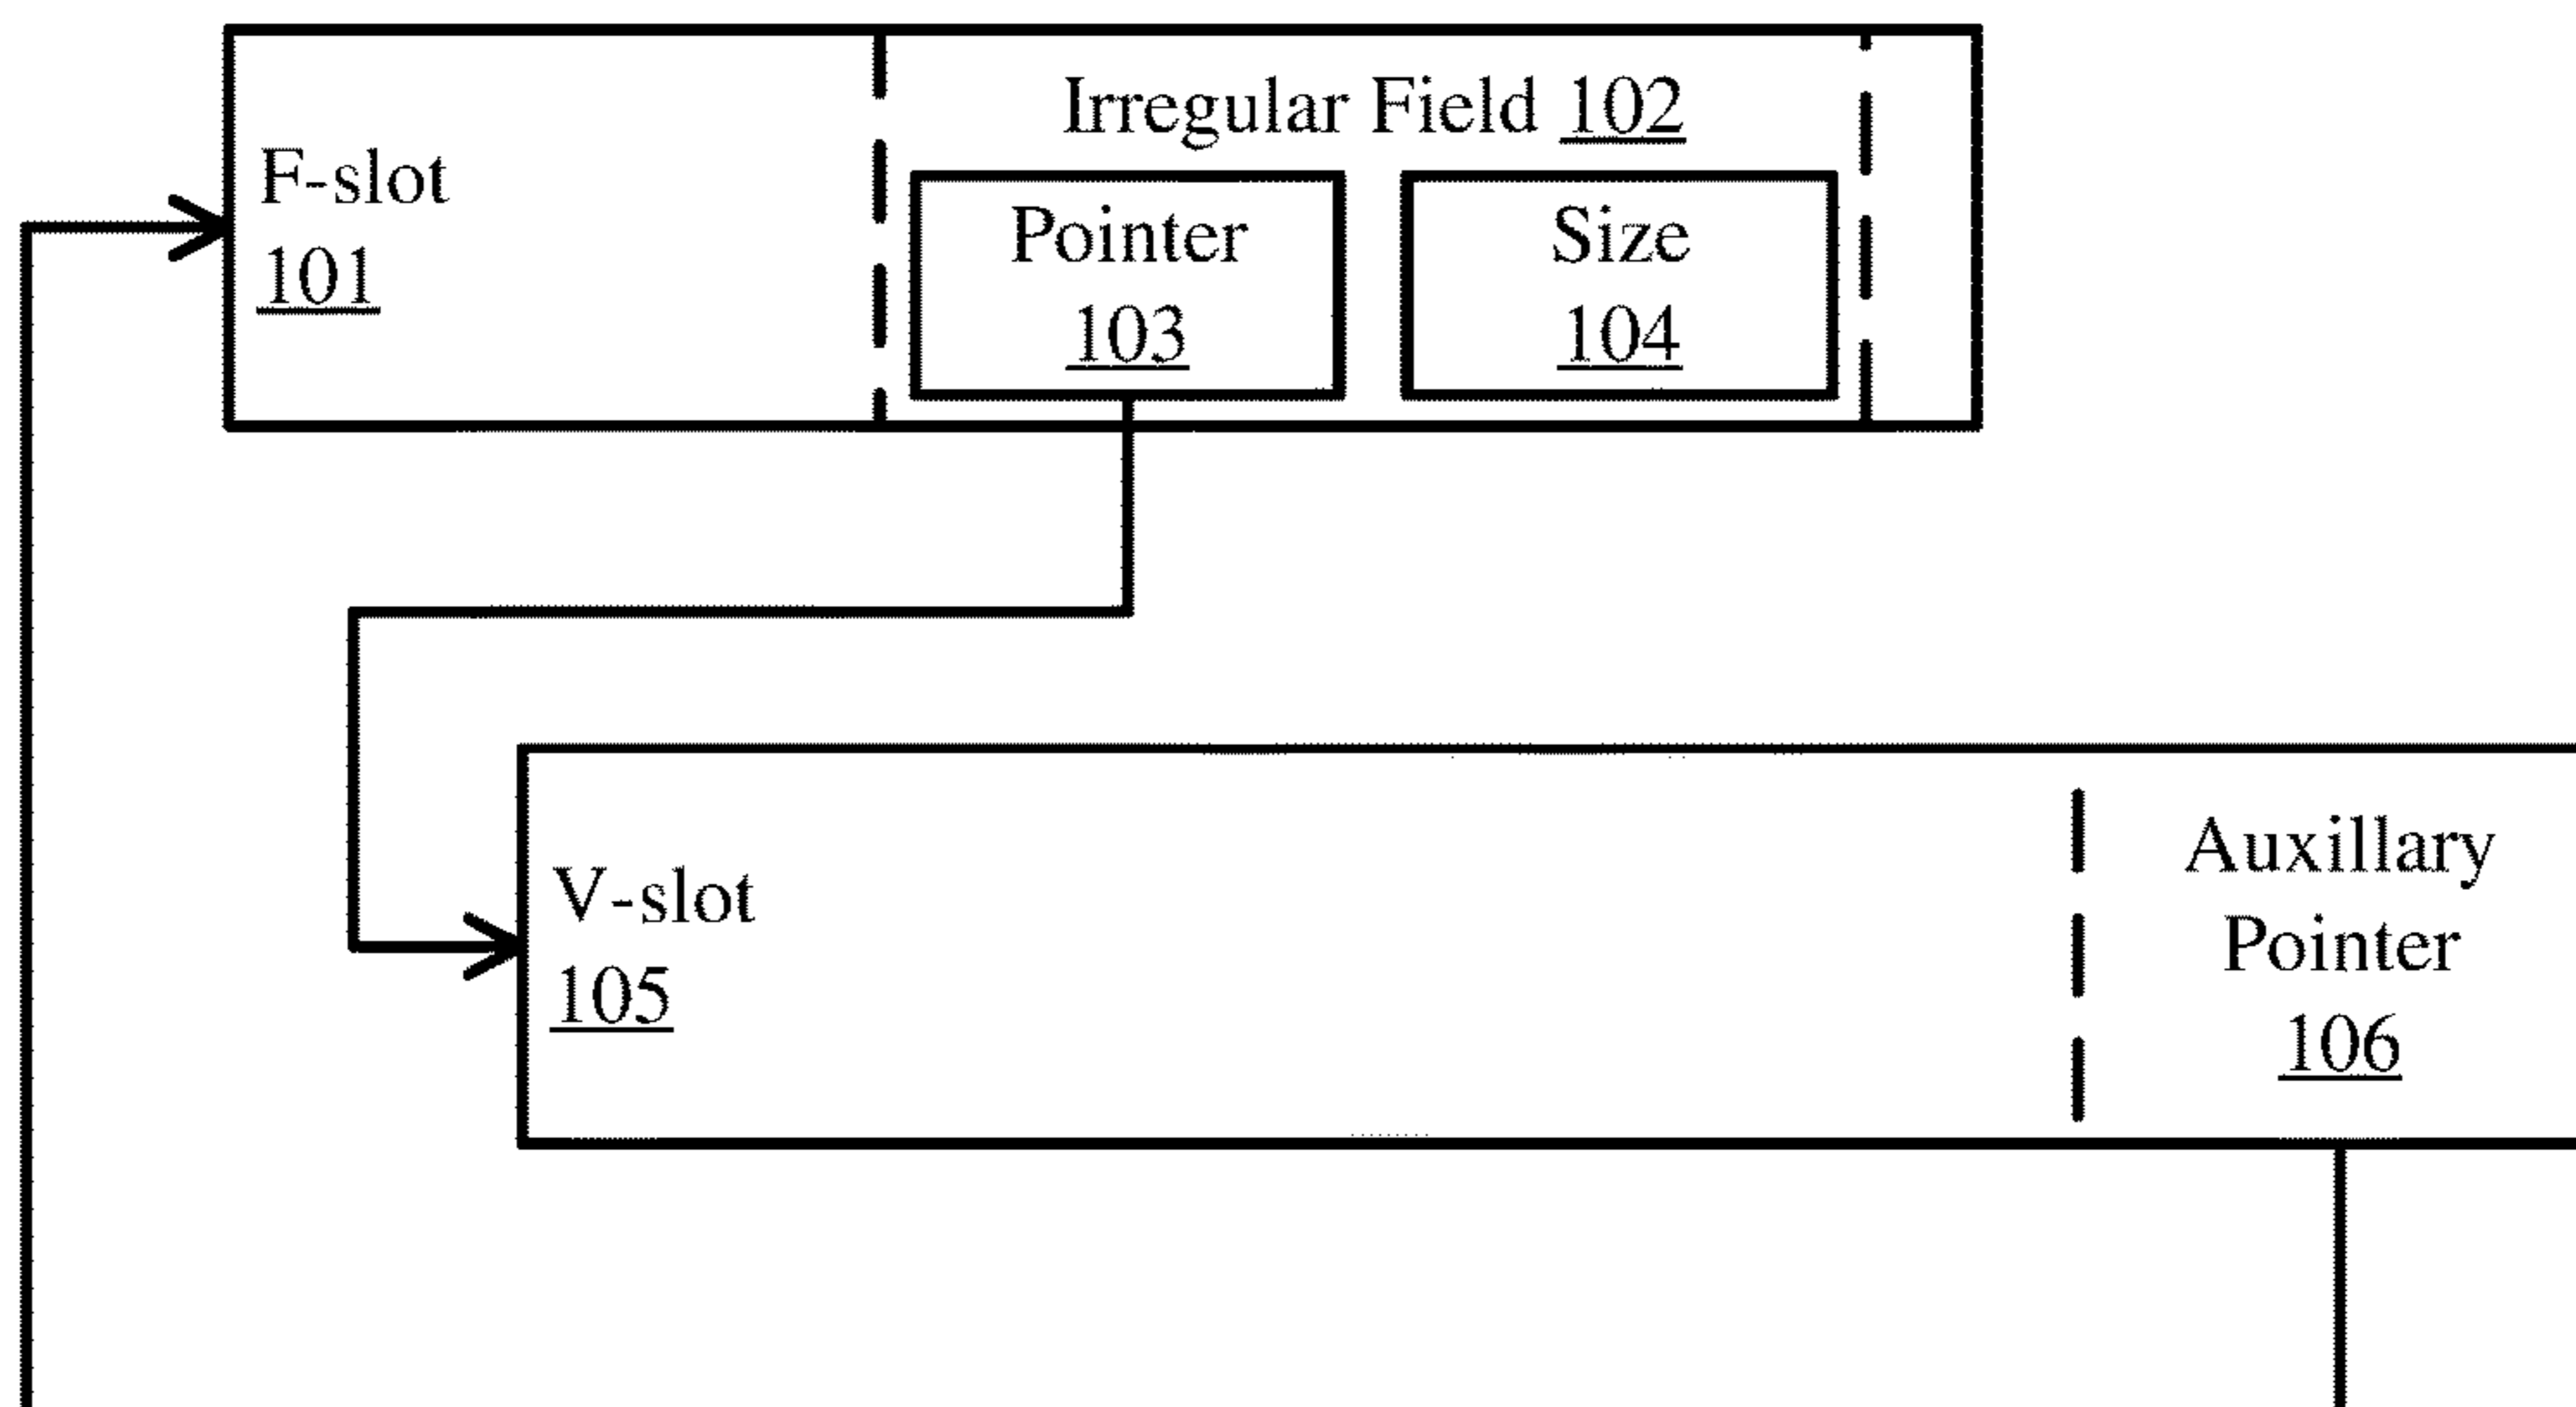 Irregular Field 102
F-slot
101
Pointer
103
Size
104
V-slot
105
Auxillary
Pointer
106